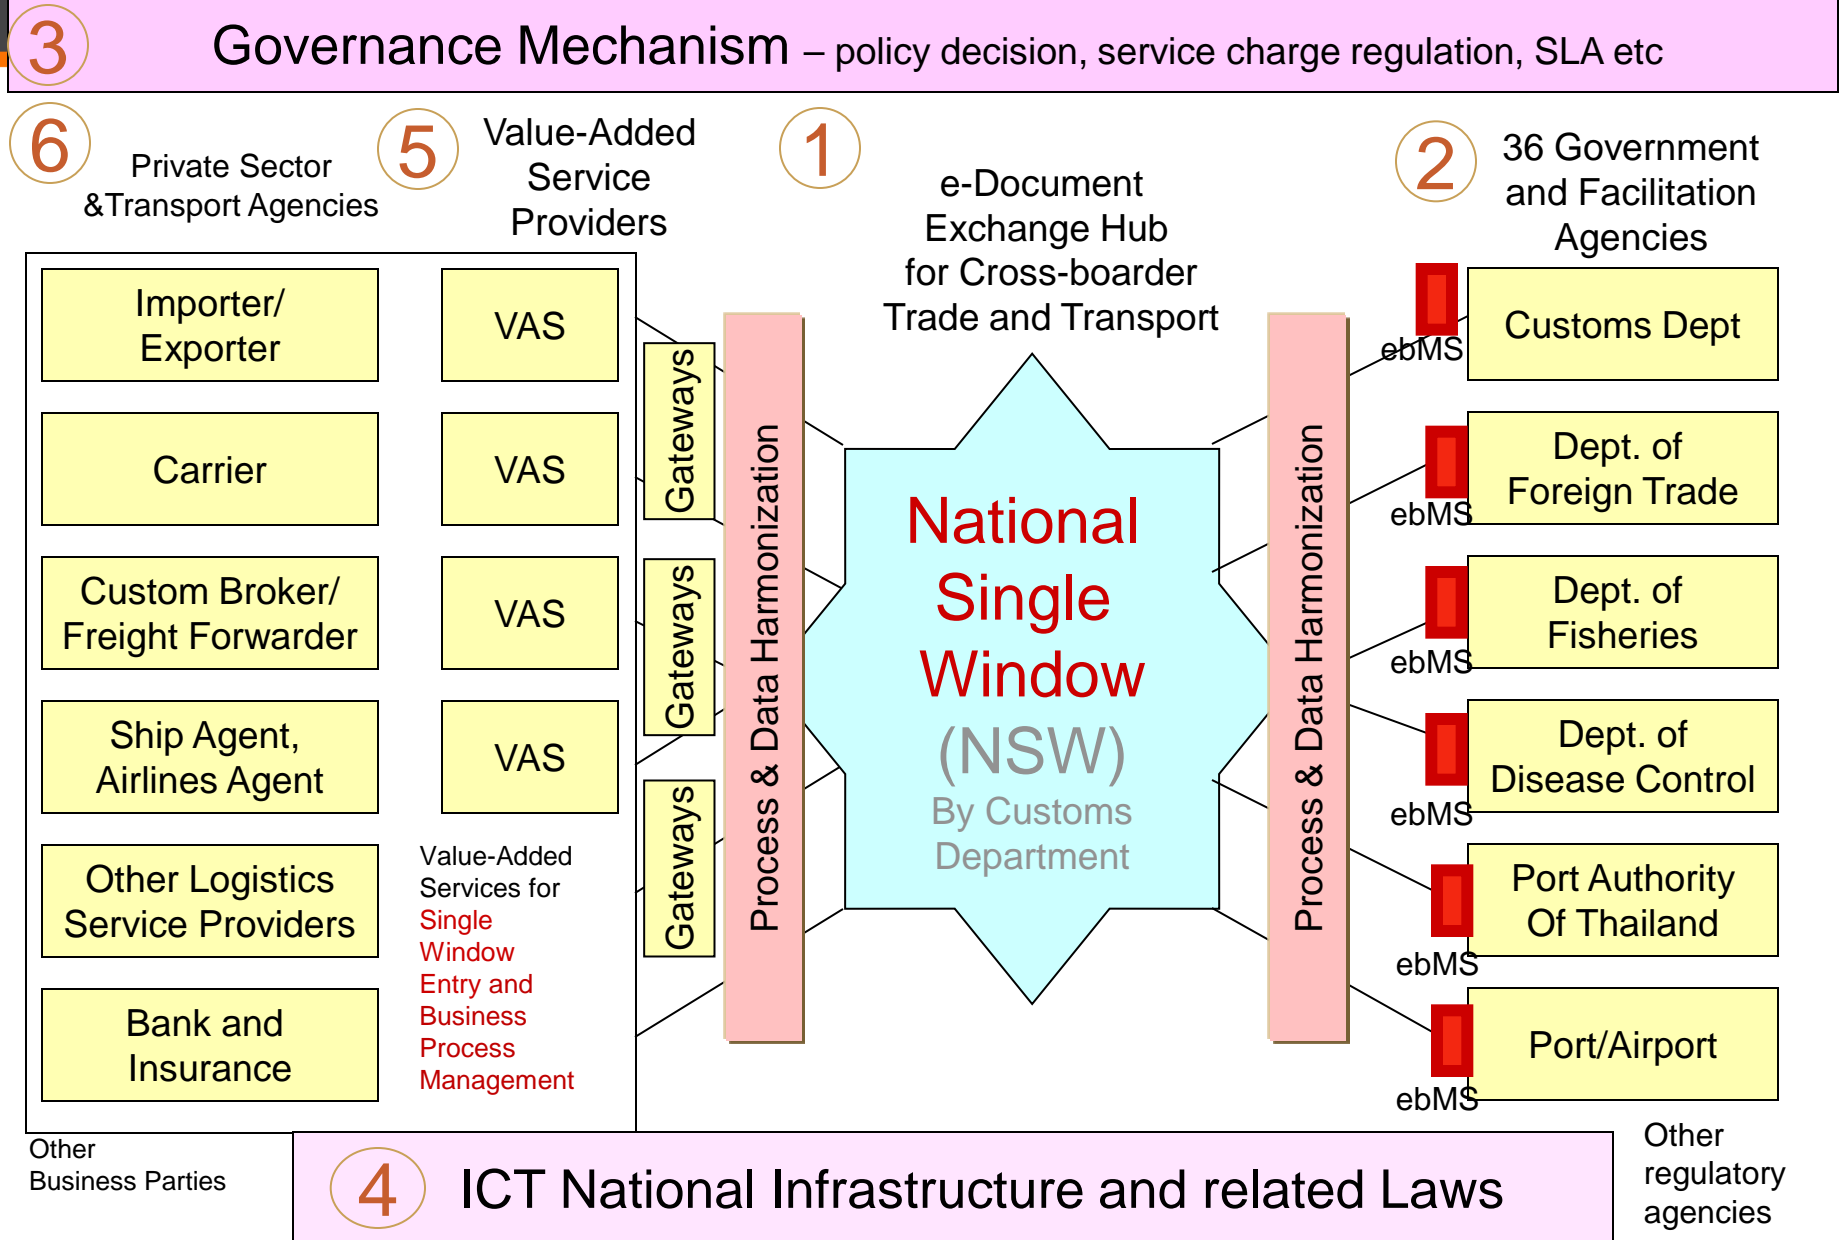 3
Governance Mechanism – policy decision, service charge regulation, SLA etc
6
Private Sector
&Transport Agencies
5
Value-Added
Service
Providers
1
e-Document
Exchange Hub
for Cross-boarder
Trade and Transport
2
36 Government
and Facilitation
Agencies
Importer/
Exporter
Carrier
Custom Broker/
Freight Forwarder
Ship Agent,
Airlines Agent
Other Logistics
Service Providers
Bank and
Insurance
Other
Business Parties
VAS
VAS
VAS
VAS
Value-Added
Services for
Single
Window
Entry and
Business
Process
Management
Gateways
Gateways
Gateways
Process & Data Harmonization
National
Single
Window
(NSW)
By Customs
Department
Process & Data Harmonization
ebMS
Customs Dept
ebMS
Dept. of
Foreign Trade
ebMS
Dept. of
Fisheries
ebMS
Dept. of
Disease Control
ebMS
Port Authority
Of Thailand
ebMS
Port/Airport
Other
regulatory
agencies
4
ICT National Infrastructure and related Laws